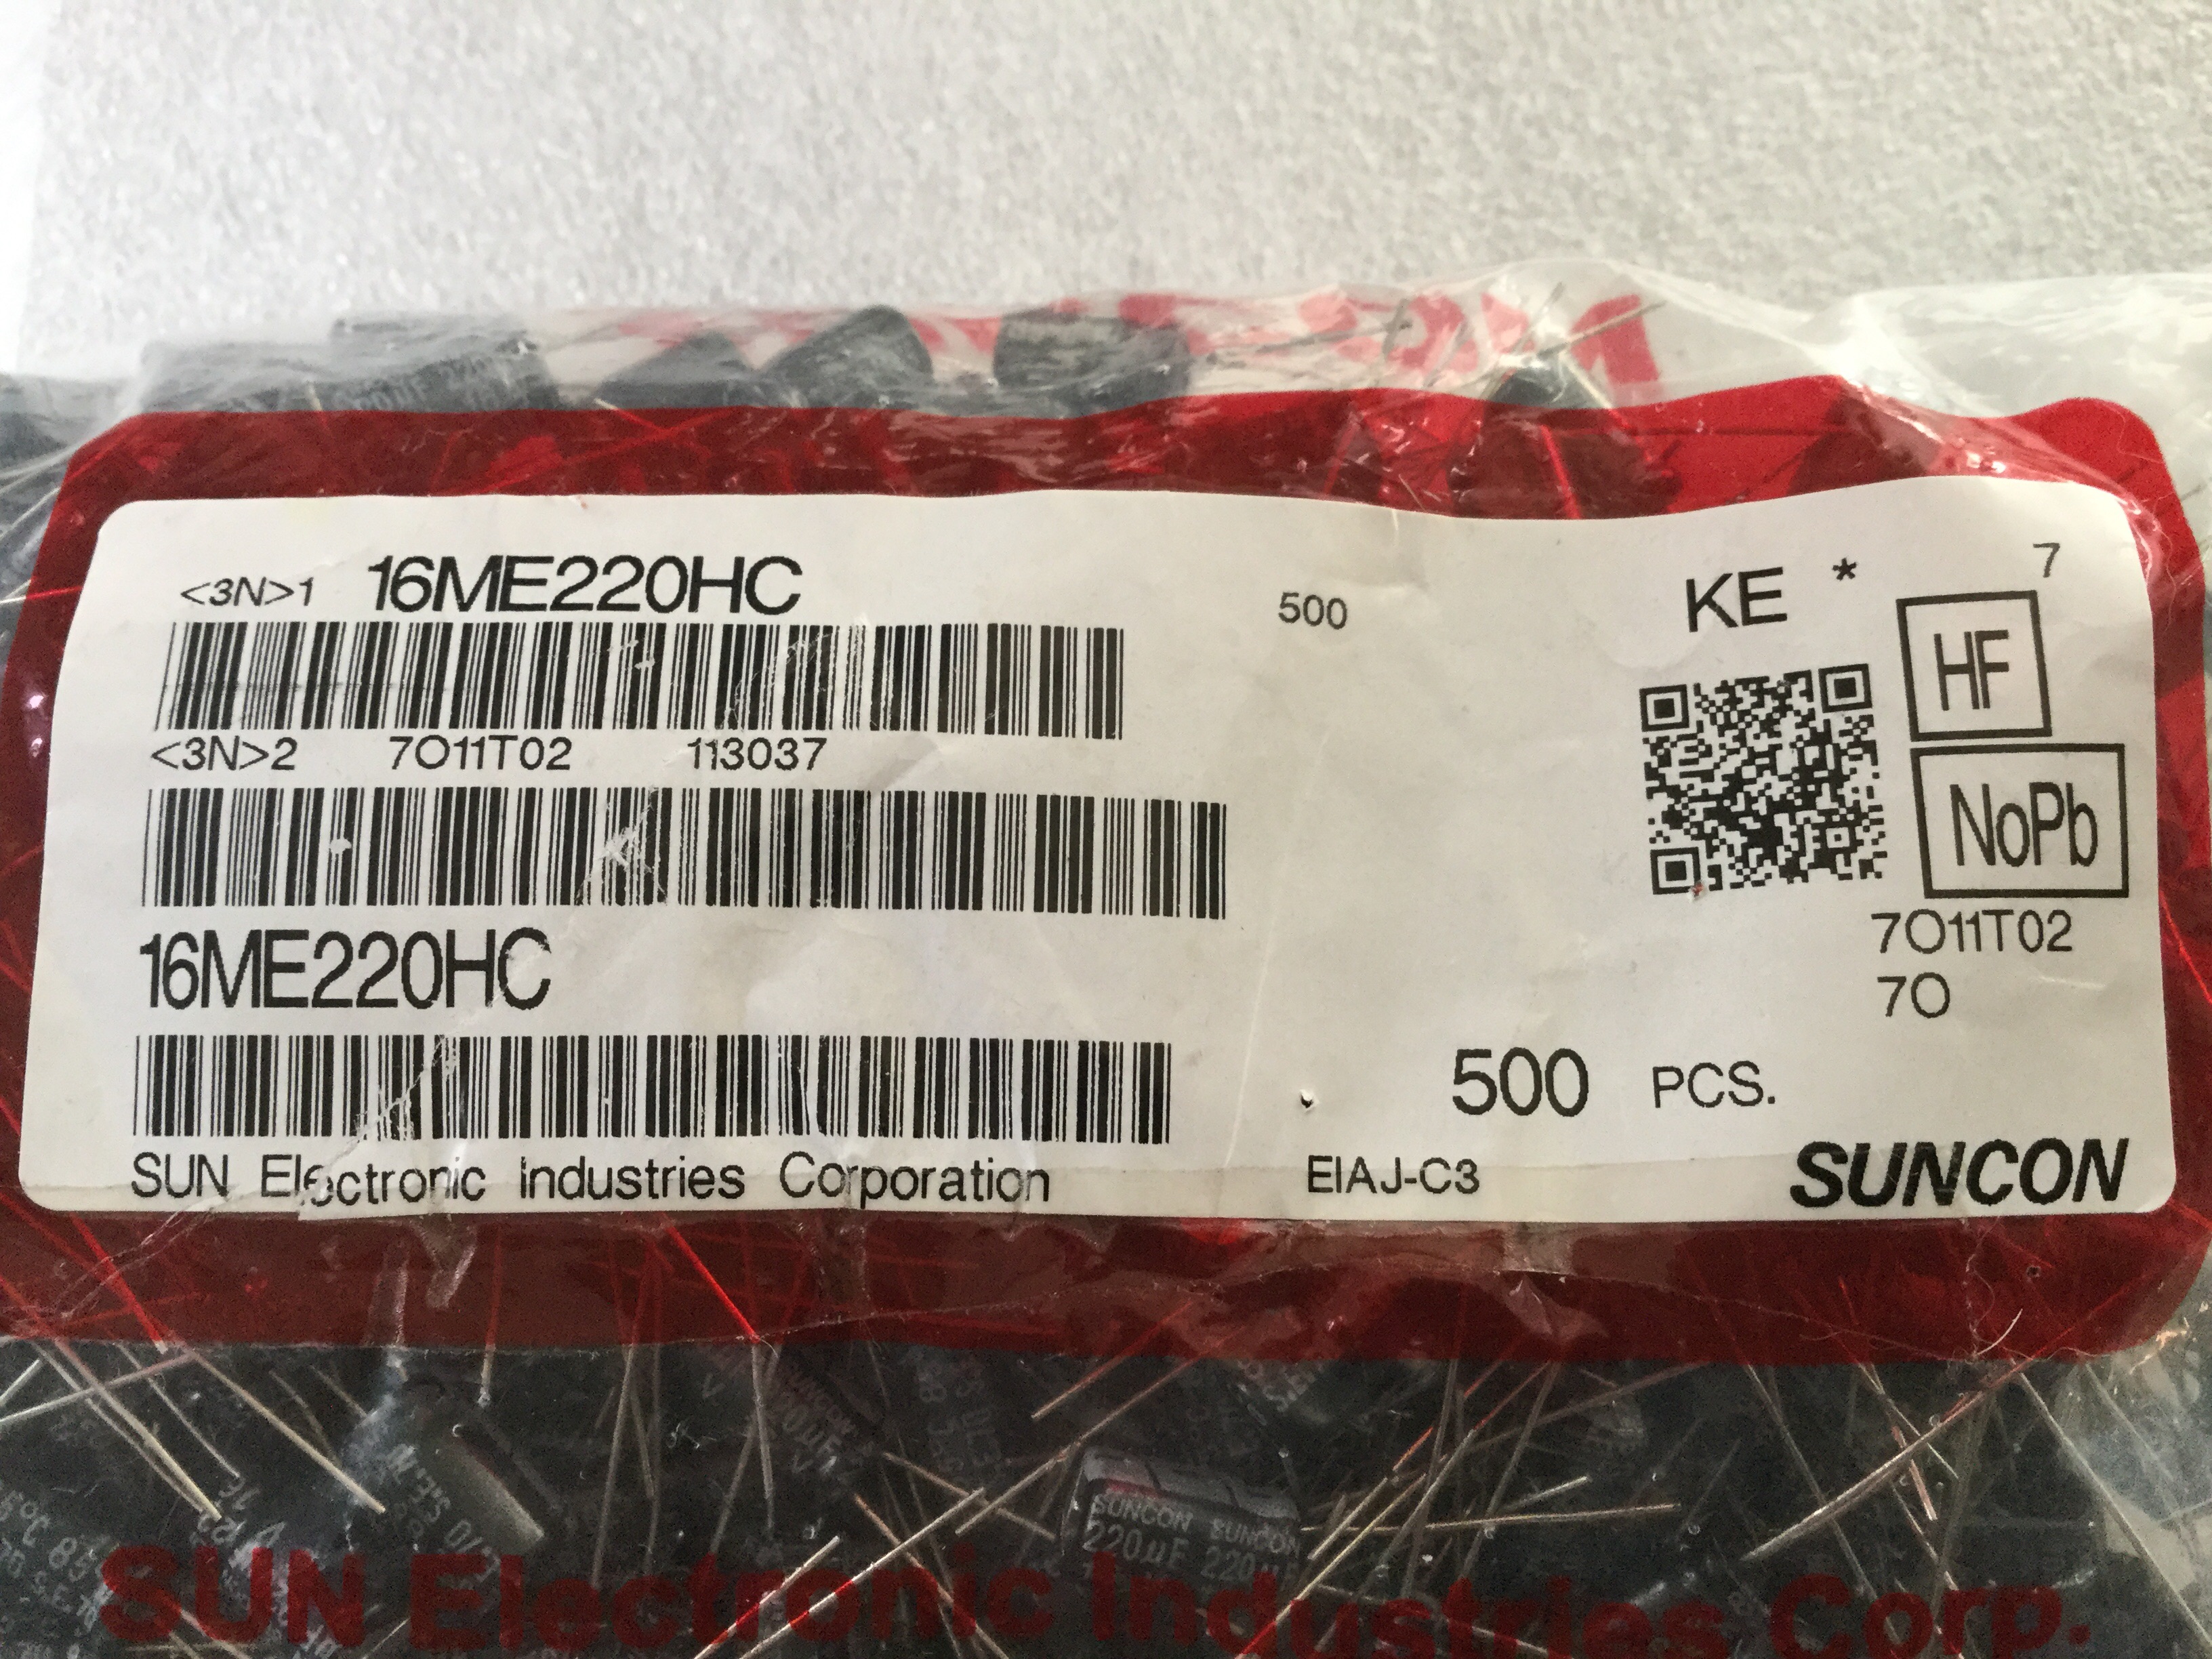 <3N>1 16ME220HC 500 KE * 7
HF
<3N>2 7O11T02 113037
NoPb
7O11T02
16ME220HC
7O
500 PCS.
SUN Electronic Industries Corporation EIAJ-C3 SUNCON
SUNCON SUNCON
220µF 220µF
SUN Electronic Industries Corp.